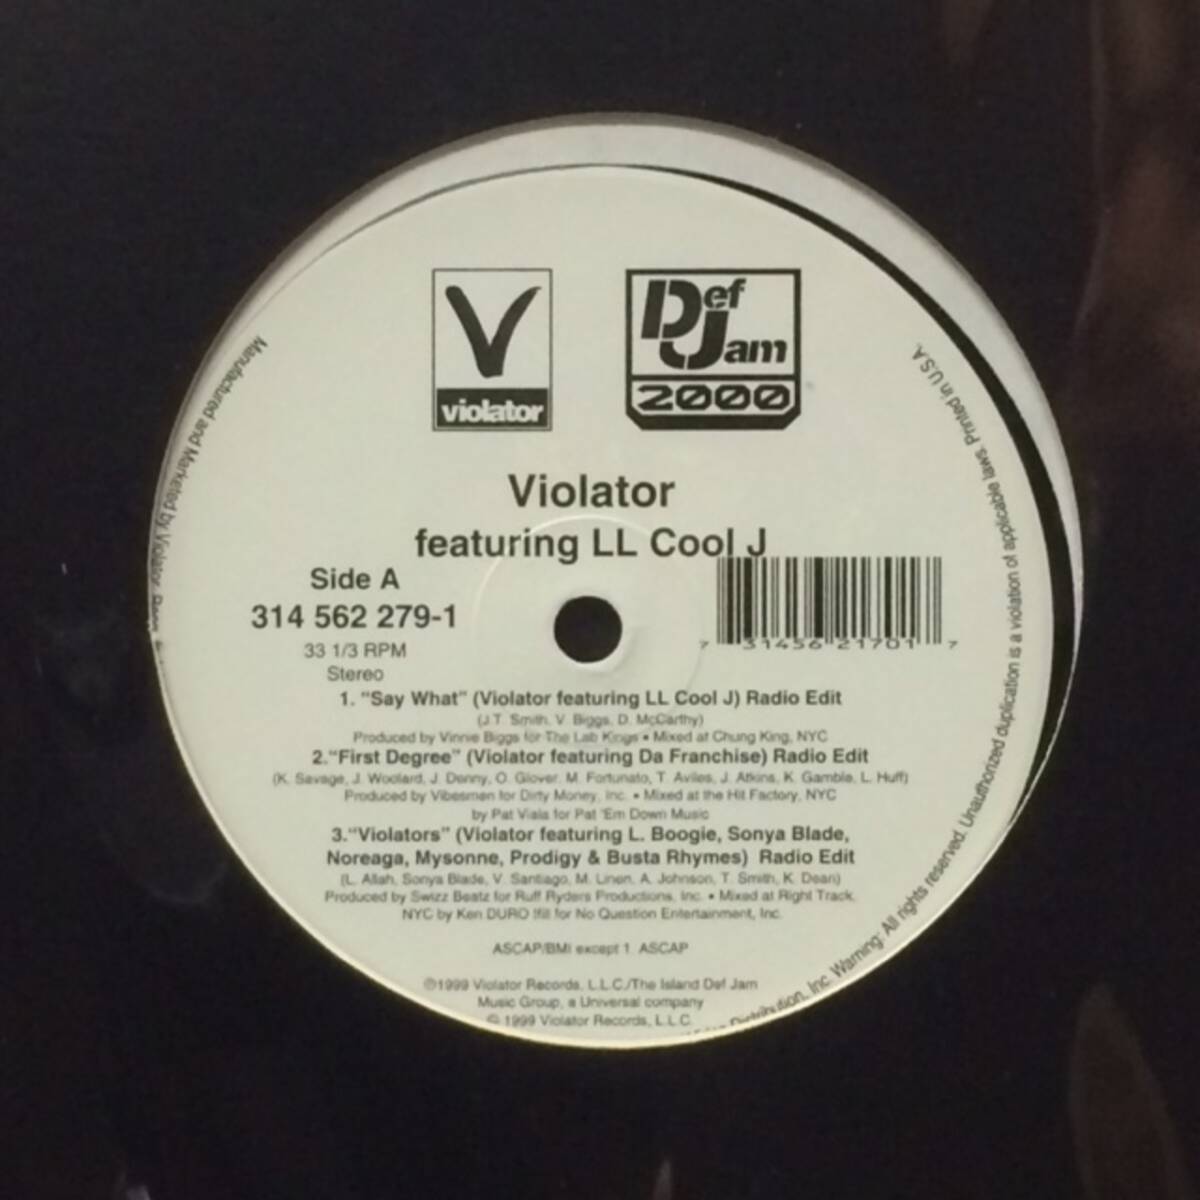 violator
Def Jam
2000
Violator
featuring LL Cool J
Side A
314 562 279-1
33 1/3 RPM
Stereo
7 31456 21701 7
1. "Say What" (Violator featuring LL Cool J) Radio Edit
(J.T. Smith, V. Biggs, D. McCarthy)
Produced by Vinnie Biggs for The Lab Kings • Mixed at Chung King, NYC
2."First Degree" (Violator featuring Da Franchise) Radio Edit
(K. Savage, J. Woolard, J. Denny, O. Glover, M. Fortunato, T. Aviles, J. Atkins, K. Gamble, L. Huff)
Produced by Vibesmen for Dirty Money, Inc. • Mixed at the Hit Factory, NYC
by Pat Viala for Pat 'Em Down Music
3."Violators" (Violator featuring L. Boogie, Sonya Blade,
Noreaga, Mysonne, Prodigy & Busta Rhymes) Radio Edit
(L. Allah, Sonya Blade, V. Santiago, M. Linen, A. Johnson, T. Smith, K. Dean)
Produced by Swizz Beatz for Ruff Ryders Productions, Inc. • Mixed at Right Track,
NYC by Ken DURO Ifill for No Question Entertainment, Inc.
ASCAP/BMI except 1. ASCAP
℗1999 Violator Records, L.L.C./The Island Def Jam
Music Group, a Universal company
© 1999 Violator Records, L.L.C.
Manufactured and Marketed by Violator
Distribution, Inc. Warning: All rights reserved. Unauthorized duplication is a violation of applicable laws. Printed in U.S.A.